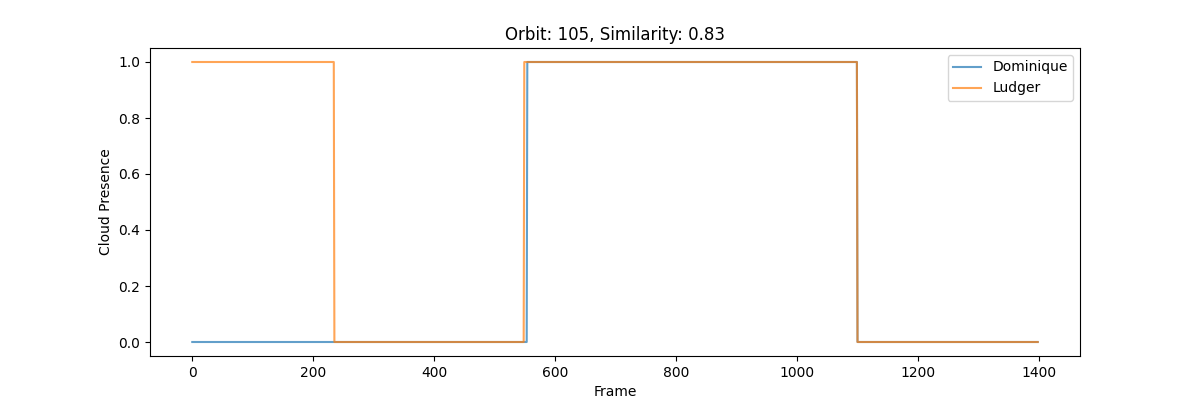 Orbit: 105, Similarity: 0.83
Cloud Presence
1.0
0.8
0.6
0.4
0.2
0.0
Dominique
Ludger
0 200 400 600 800 1000 1200 1400
Frame